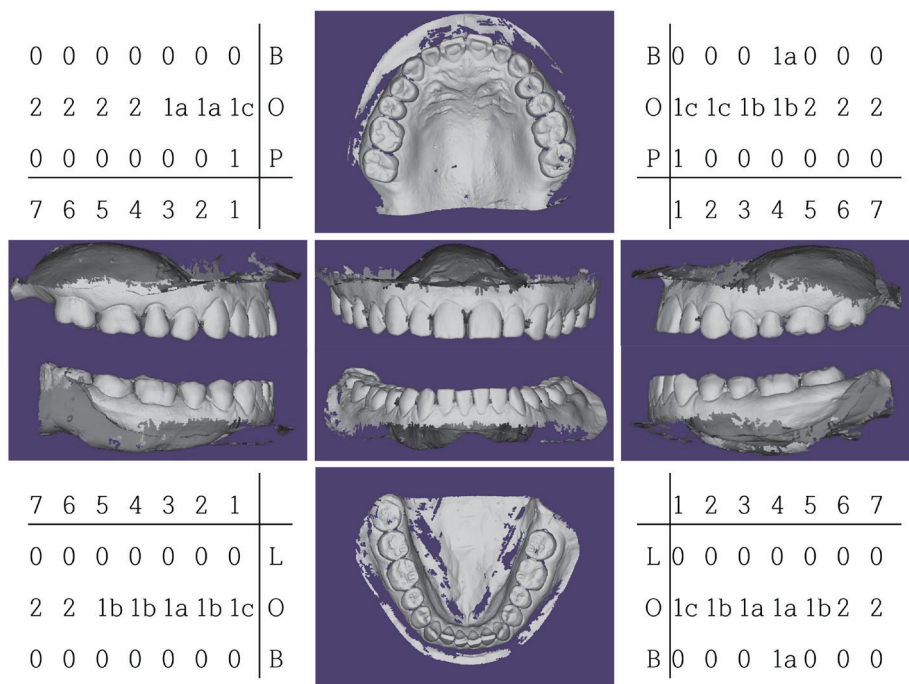 0 0 0 0 0 0 0 B
2 2 2 2 1a 1a 1c O
0 0 0 0 0 0 1 P
7 6 5 4 3 2 1
B 0 0 0 1a 0 0 0
O 1c 1c 1b 1b 2 2 2
P 1 0 0 0 0 0 0
1 2 3 4 5 6 7
7 6 5 4 3 2 1
0 0 0 0 0 0 0 L
2 2 1b 1b 1a 1b 1c O
0 0 0 0 0 0 0 B
1 2 3 4 5 6 7
L 0 0 0 0 0 0 0
O 1c 1b 1a 1a 1b 2 2
B 0 0 0 1a 0 0 0